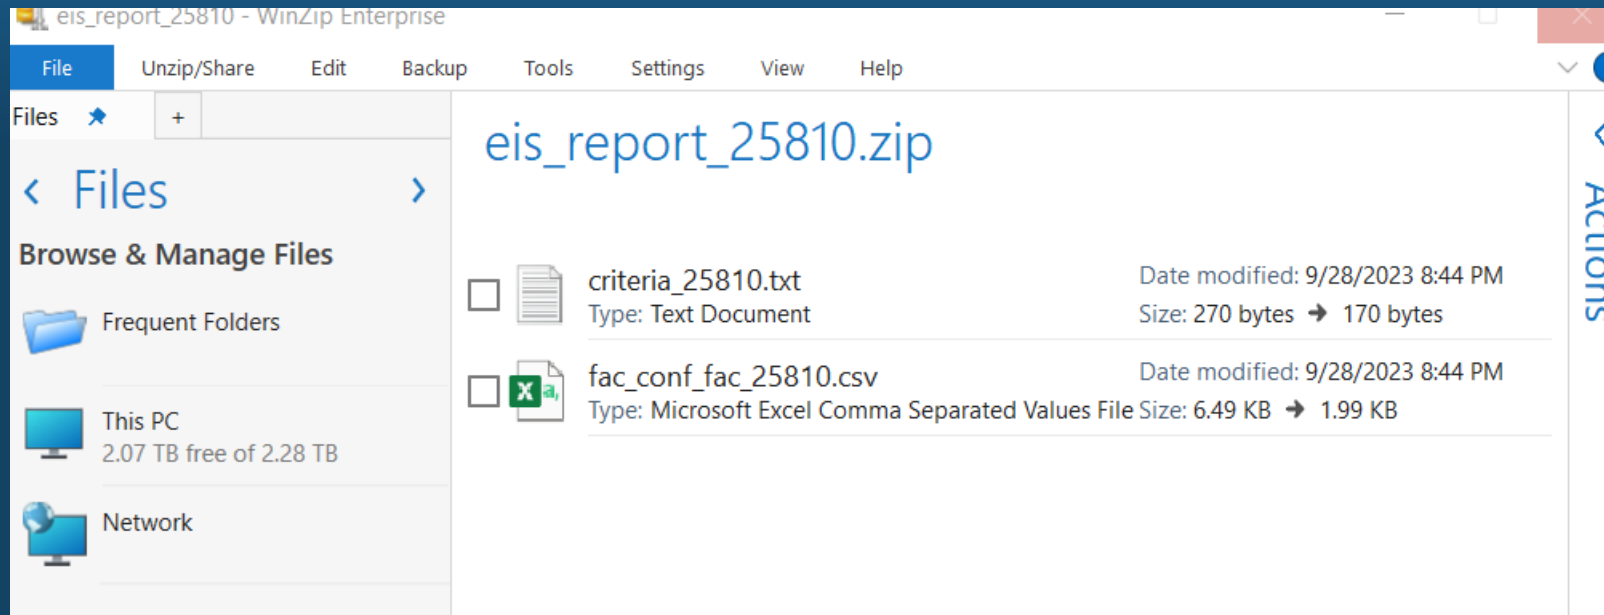 eis_report_25810 - WinZip Enterprise
File Unzip/Share Edit Backup Tools Settings View Help
Files +
Files
Browse & Manage Files
Frequent Folders
This PC
2.07 TB free of 2.28 TB
Network
eis_report_25810.zip
criteria_25810.txt Date modified: 9/28/2023 8:44 PM
Type: Text Document Size: 270 bytes → 170 bytes
fac_conf_fac_25810.csv Date modified: 9/28/2023 8:44 PM
Type: Microsoft Excel Comma Separated Values File Size: 6.49 KB → 1.99 KB
Actions